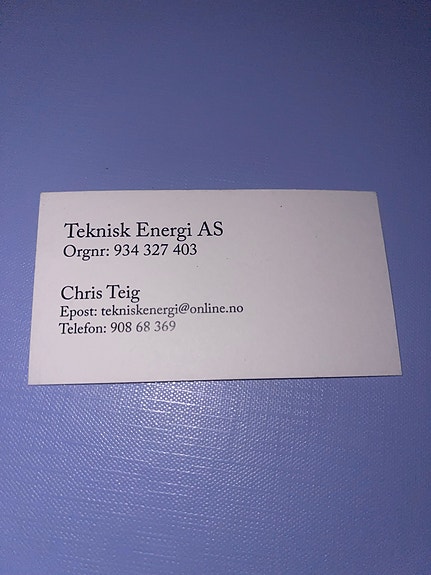 Teknisk Energi AS
Orgnr: 934 327 403
Chris Teig
Epost: tekniskenergi@online.no
Telefon: 908 68 369